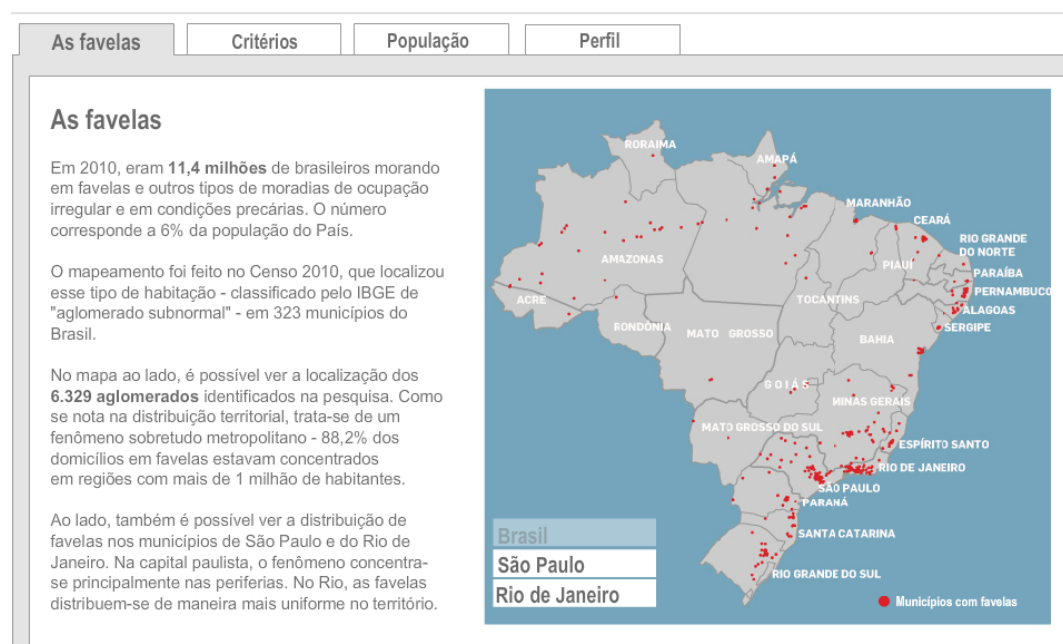 As favelas
Critérios
População
Perfil
As favelas
Em 2010, eram 11,4 milhões de brasileiros morando
em favelas e outros tipos de moradias de ocupação
irregular e em condições precárias. O número
corresponde a 6% da população do País.
O mapeamento foi feito no Censo 2010, que localizou
esse tipo de habitação - classificado pelo IBGE de
"aglomerado subnormal" - em 323 municípios do
Brasil.
No mapa ao lado, é possível ver a localização dos
6.329 aglomerados identificados na pesquisa. Como
se nota na distribuição territorial, trata-se de um
fenômeno sobretudo metropolitano - 88,2% dos
domicílios em favelas estavam concentrados
em regiões com mais de 1 milhão de habitantes.
Ao lado, também é possível ver a distribuição de
favelas nos municípios de São Paulo e do Rio de
Janeiro. Na capital paulista, o fenômeno concentra-
se principalmente nas periferias. No Rio, as favelas
distribuem-se de maneira mais uniforme no território.
RORAIMA
AMAPÁ
MARANHÃO
CEARÁ
RIO GRANDE
DO NORTE
AMAZONAS
PIAUÍ
PARAÍBA
PERNAMBUCO
ACRE
TOCANTINS
ALAGOAS
SERGIPE
RONDÔNIA
MATO GROSSO
BAHIA
GOIÁS
MINAS GERAIS
MATO GROSSO DO SUL
ESPÍRITO SANTO
RIO DE JANEIRO
SÃO PAULO
PARANÁ
SANTA CATARINA
RIO GRANDE DO SUL
Brasil
São Paulo
Rio de Janeiro
Municípios com favelas